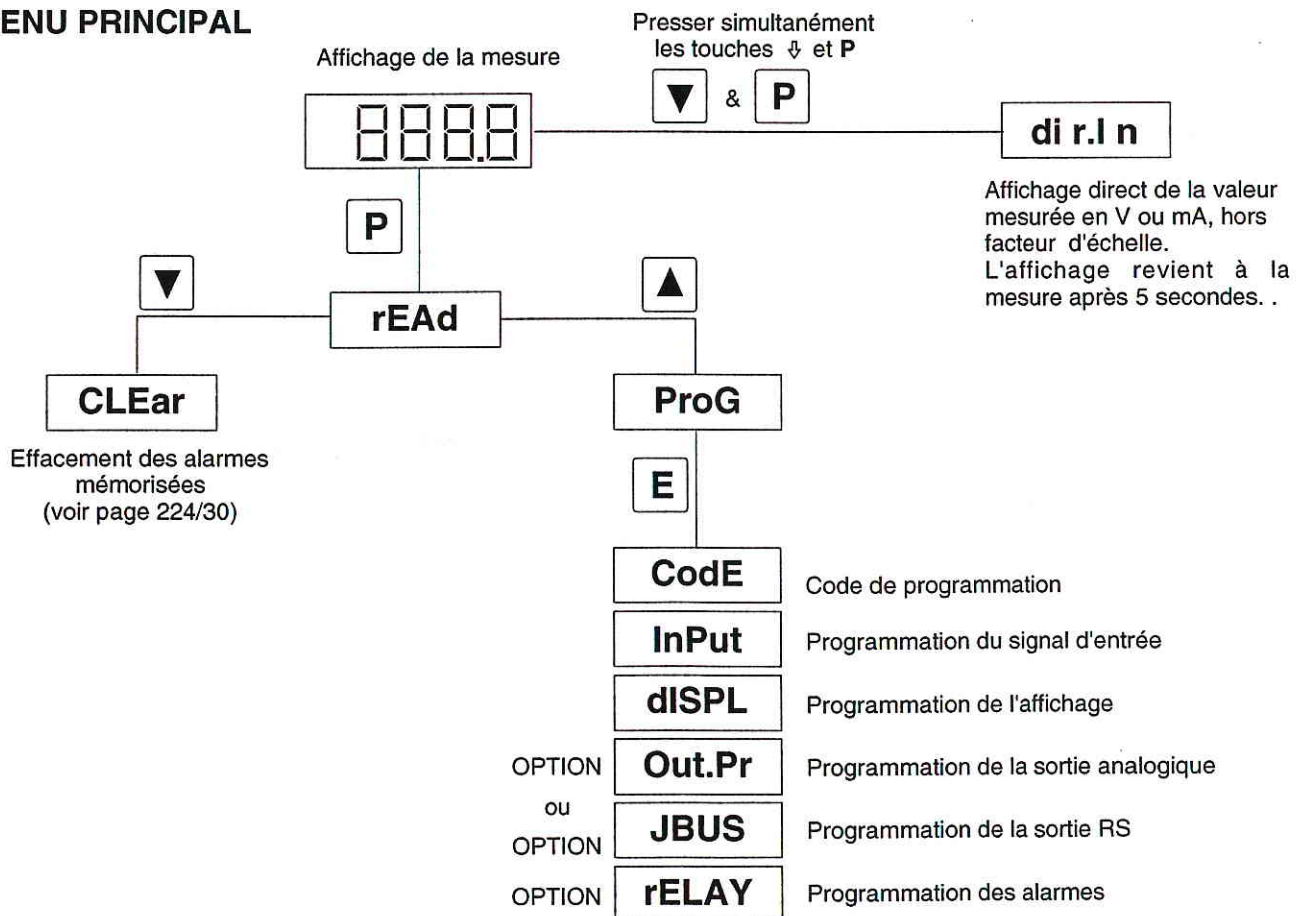 ENU PRINCIPAL
Affichage de la mesure
888.8
Presser simultanément
les touches ⇩ et P
▼ & P
di r.I n
Affichage direct de la valeur
mesurée en V ou mA, hors
facteur d'échelle.
L'affichage revient à la
mesure après 5 secondes. .
P
▼
▲
rEAd
CLEar
Effacement des alarmes
mémorisées
(voir page 224/30)
ProG
E
CodE Code de programmation
InPut Programmation du signal d'entrée
dISPL Programmation de l'affichage
OPTION Out.Pr Programmation de la sortie analogique
ou
OPTION JBUS Programmation de la sortie RS
OPTION rELAY Programmation des alarmes